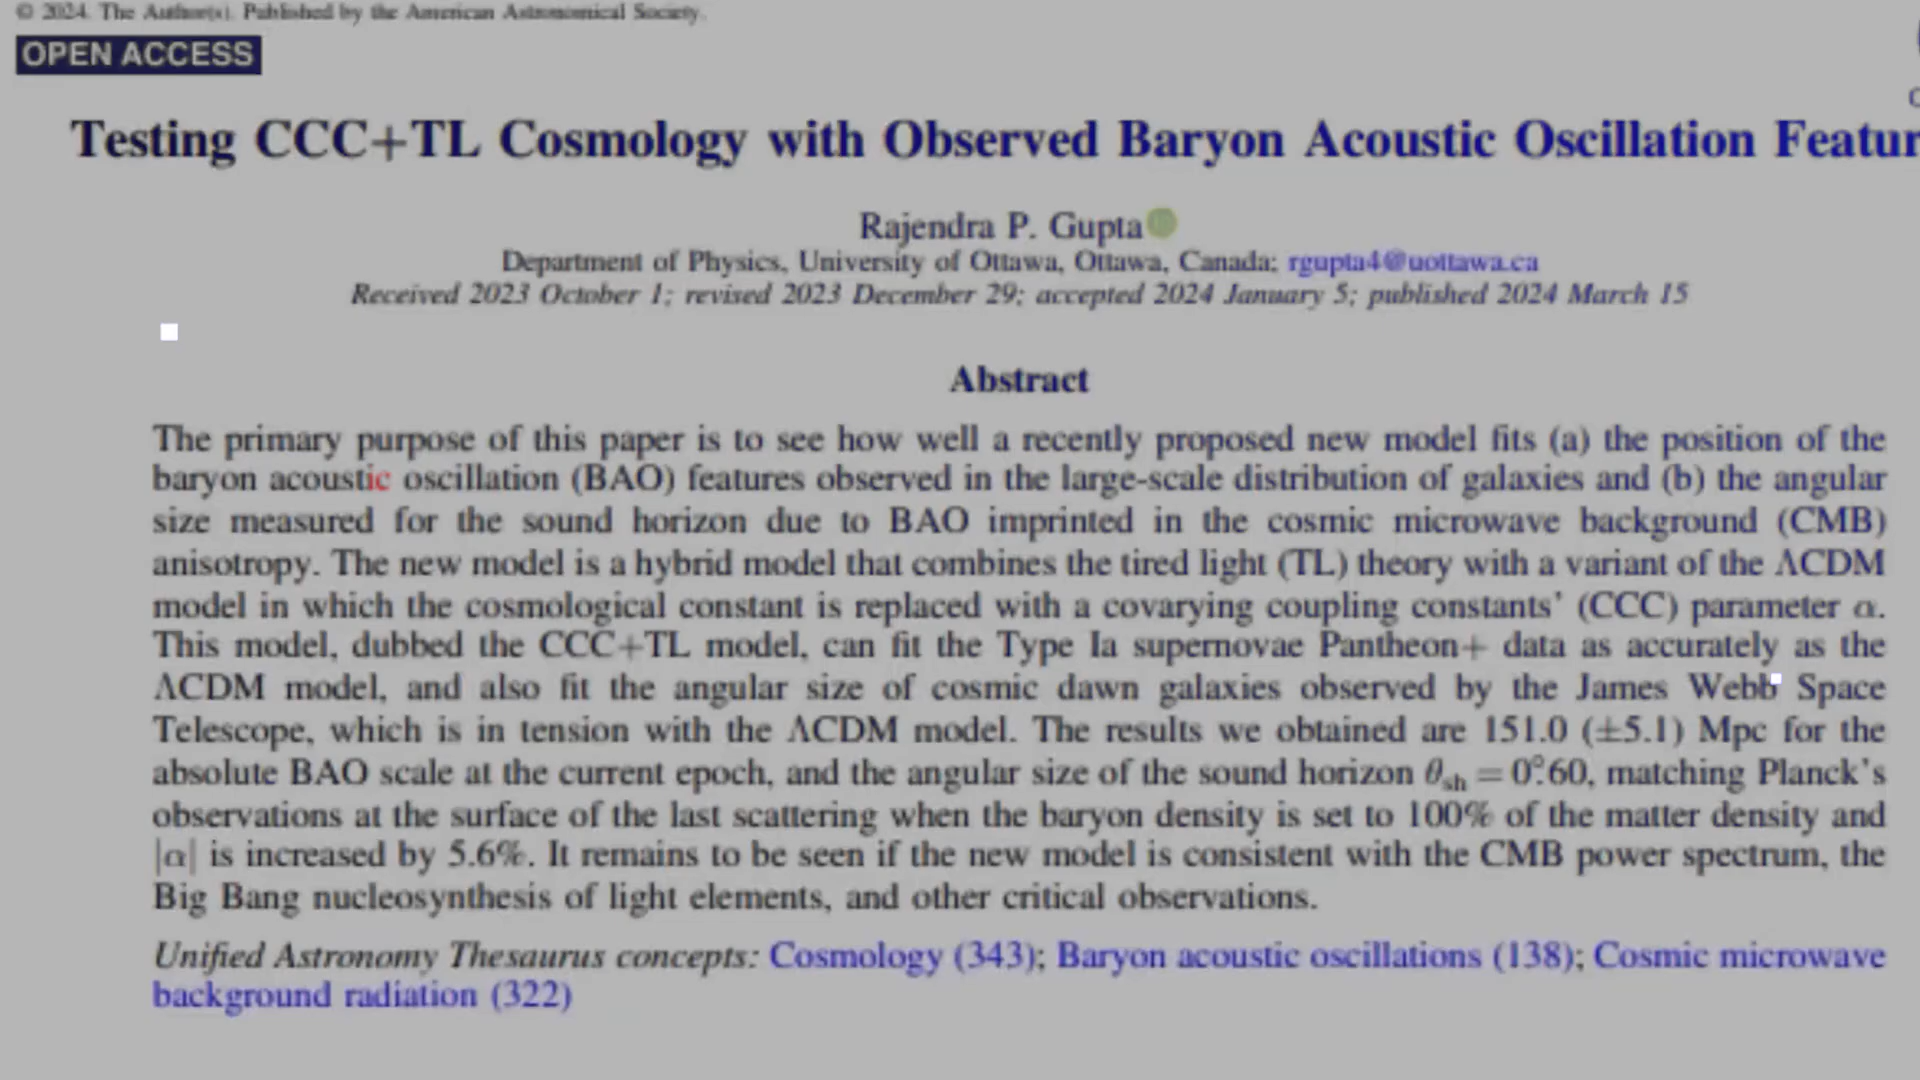 © 2024. The Author(s). Published by the American Astronomical Society.
OPEN ACCESS
Testing CCC+TL Cosmology with Observed Baryon Acoustic Oscillation Featur
Rajendra P. Gupta
Department of Physics, University of Ottawa, Ottawa, Canada; rgupta4@uottawa.ca
Received 2023 October 1; revised 2023 December 29; accepted 2024 January 5; published 2024 March 15
Abstract
The primary purpose of this paper is to see how well a recently proposed new model fits (a) the position of the
baryon acoustic oscillation (BAO) features observed in the large-scale distribution of galaxies and (b) the angular
size measured for the sound horizon due to BAO imprinted in the cosmic microwave background (CMB)
anisotropy. The new model is a hybrid model that combines the tired light (TL) theory with a variant of the ΛCDM
model in which the cosmological constant is replaced with a covarying coupling constants' (CCC) parameter α.
This model, dubbed the CCC+TL model, can fit the Type Ia supernovae Pantheon+ data as accurately as the
ΛCDM model, and also fit the angular size of cosmic dawn galaxies observed by the James Webb Space
Telescope, which is in tension with the ΛCDM model. The results we obtained are 151.0 (±5.1) Mpc for the
absolute BAO scale at the current epoch, and the angular size of the sound horizon θsh = 0°.60, matching Planck's
observations at the surface of the last scattering when the baryon density is set to 100% of the matter density and
|α| is increased by 5.6%. It remains to be seen if the new model is consistent with the CMB power spectrum, the
Big Bang nucleosynthesis of light elements, and other critical observations.
Unified Astronomy Thesaurus concepts: Cosmology (343); Baryon acoustic oscillations (138); Cosmic microwave
background radiation (322)